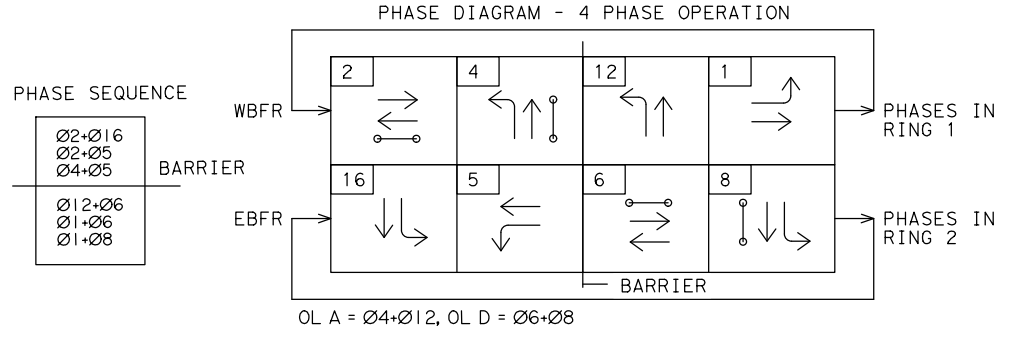 PHASE DIAGRAM - 4 PHASE OPERATION
PHASE SEQUENCE
Ø2+Ø16
Ø2+Ø5
Ø4+Ø5
BARRIER
Ø12+Ø6
Ø1+Ø6
Ø1+Ø8
WBFR
2
4
12
1
PHASES IN
RING 1
EBFR
16
5
6
8
PHASES IN
RING 2
BARRIER
OL A = Ø4+Ø12, OL D = Ø6+Ø8